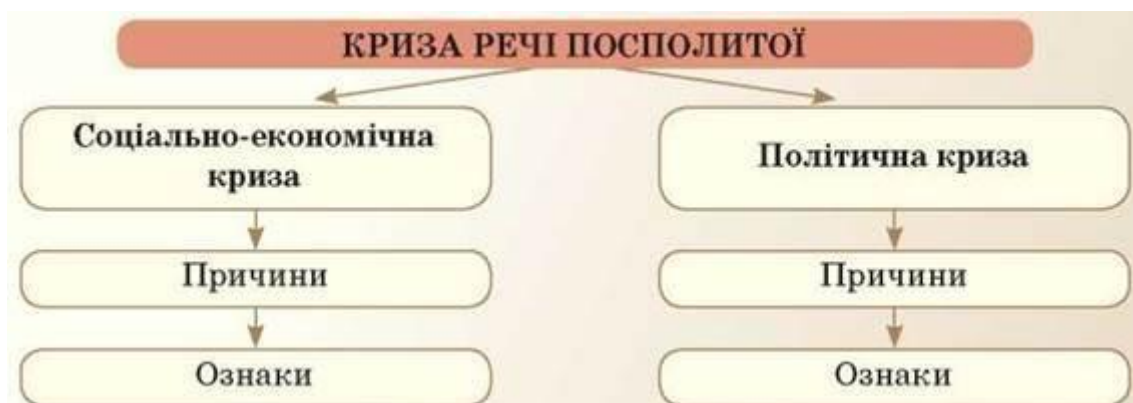 КРИЗА РЕЧІ ПОСПОЛИТОЇ
Соціально-економічна
криза
Причини
Ознаки
Політична криза
Причини
Ознаки